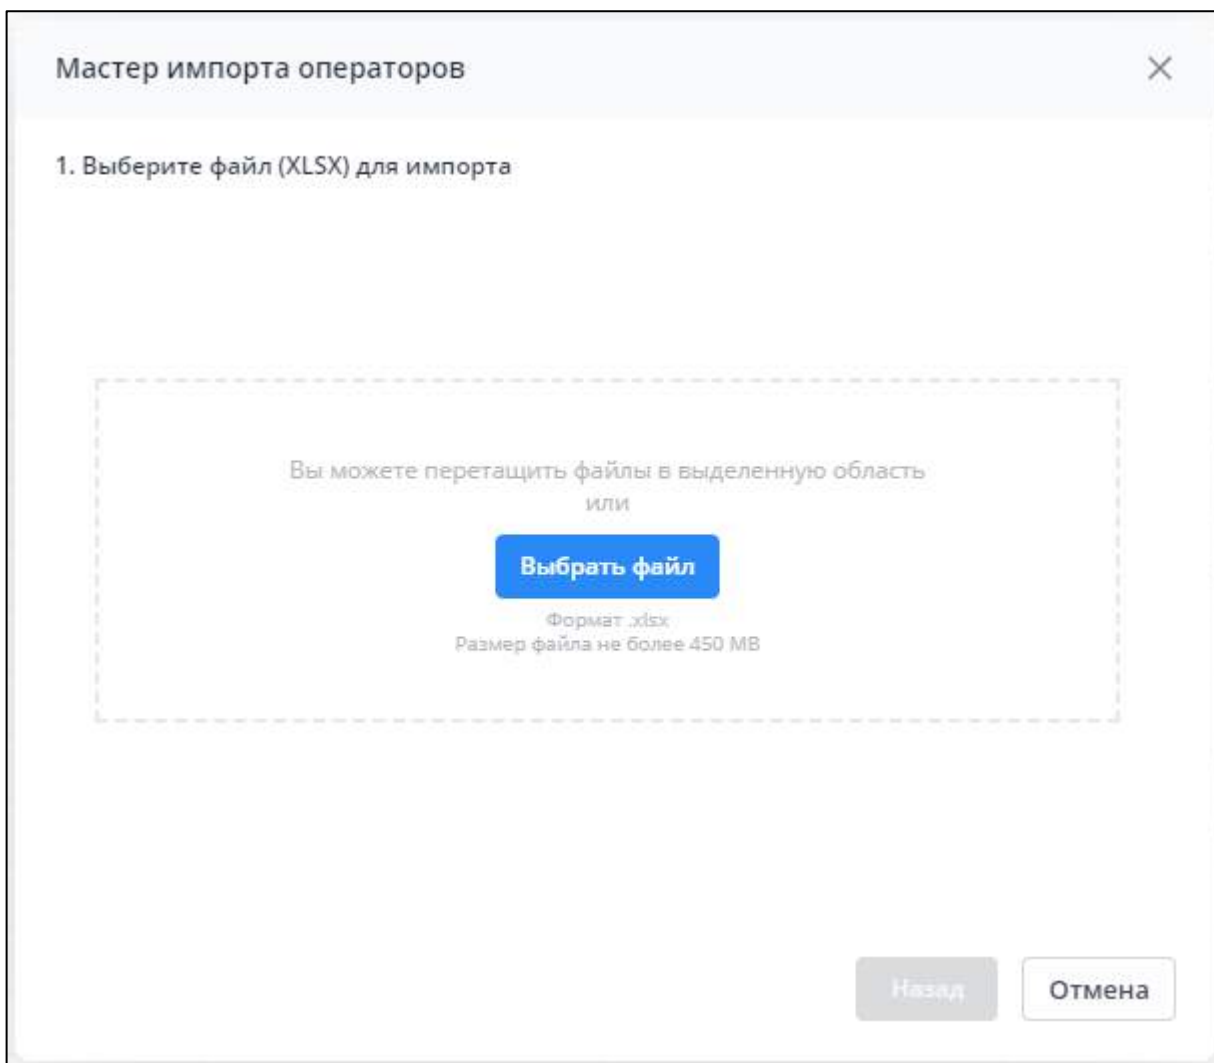 Мастер импорта операторов
1. Выберите файл (XLSX) для импорта
Вы можете перетащить файлы в выделенную область
или
Выбрать файл
Формат .xlsx
Размер файла не более 450 MB
Назад
Отмена